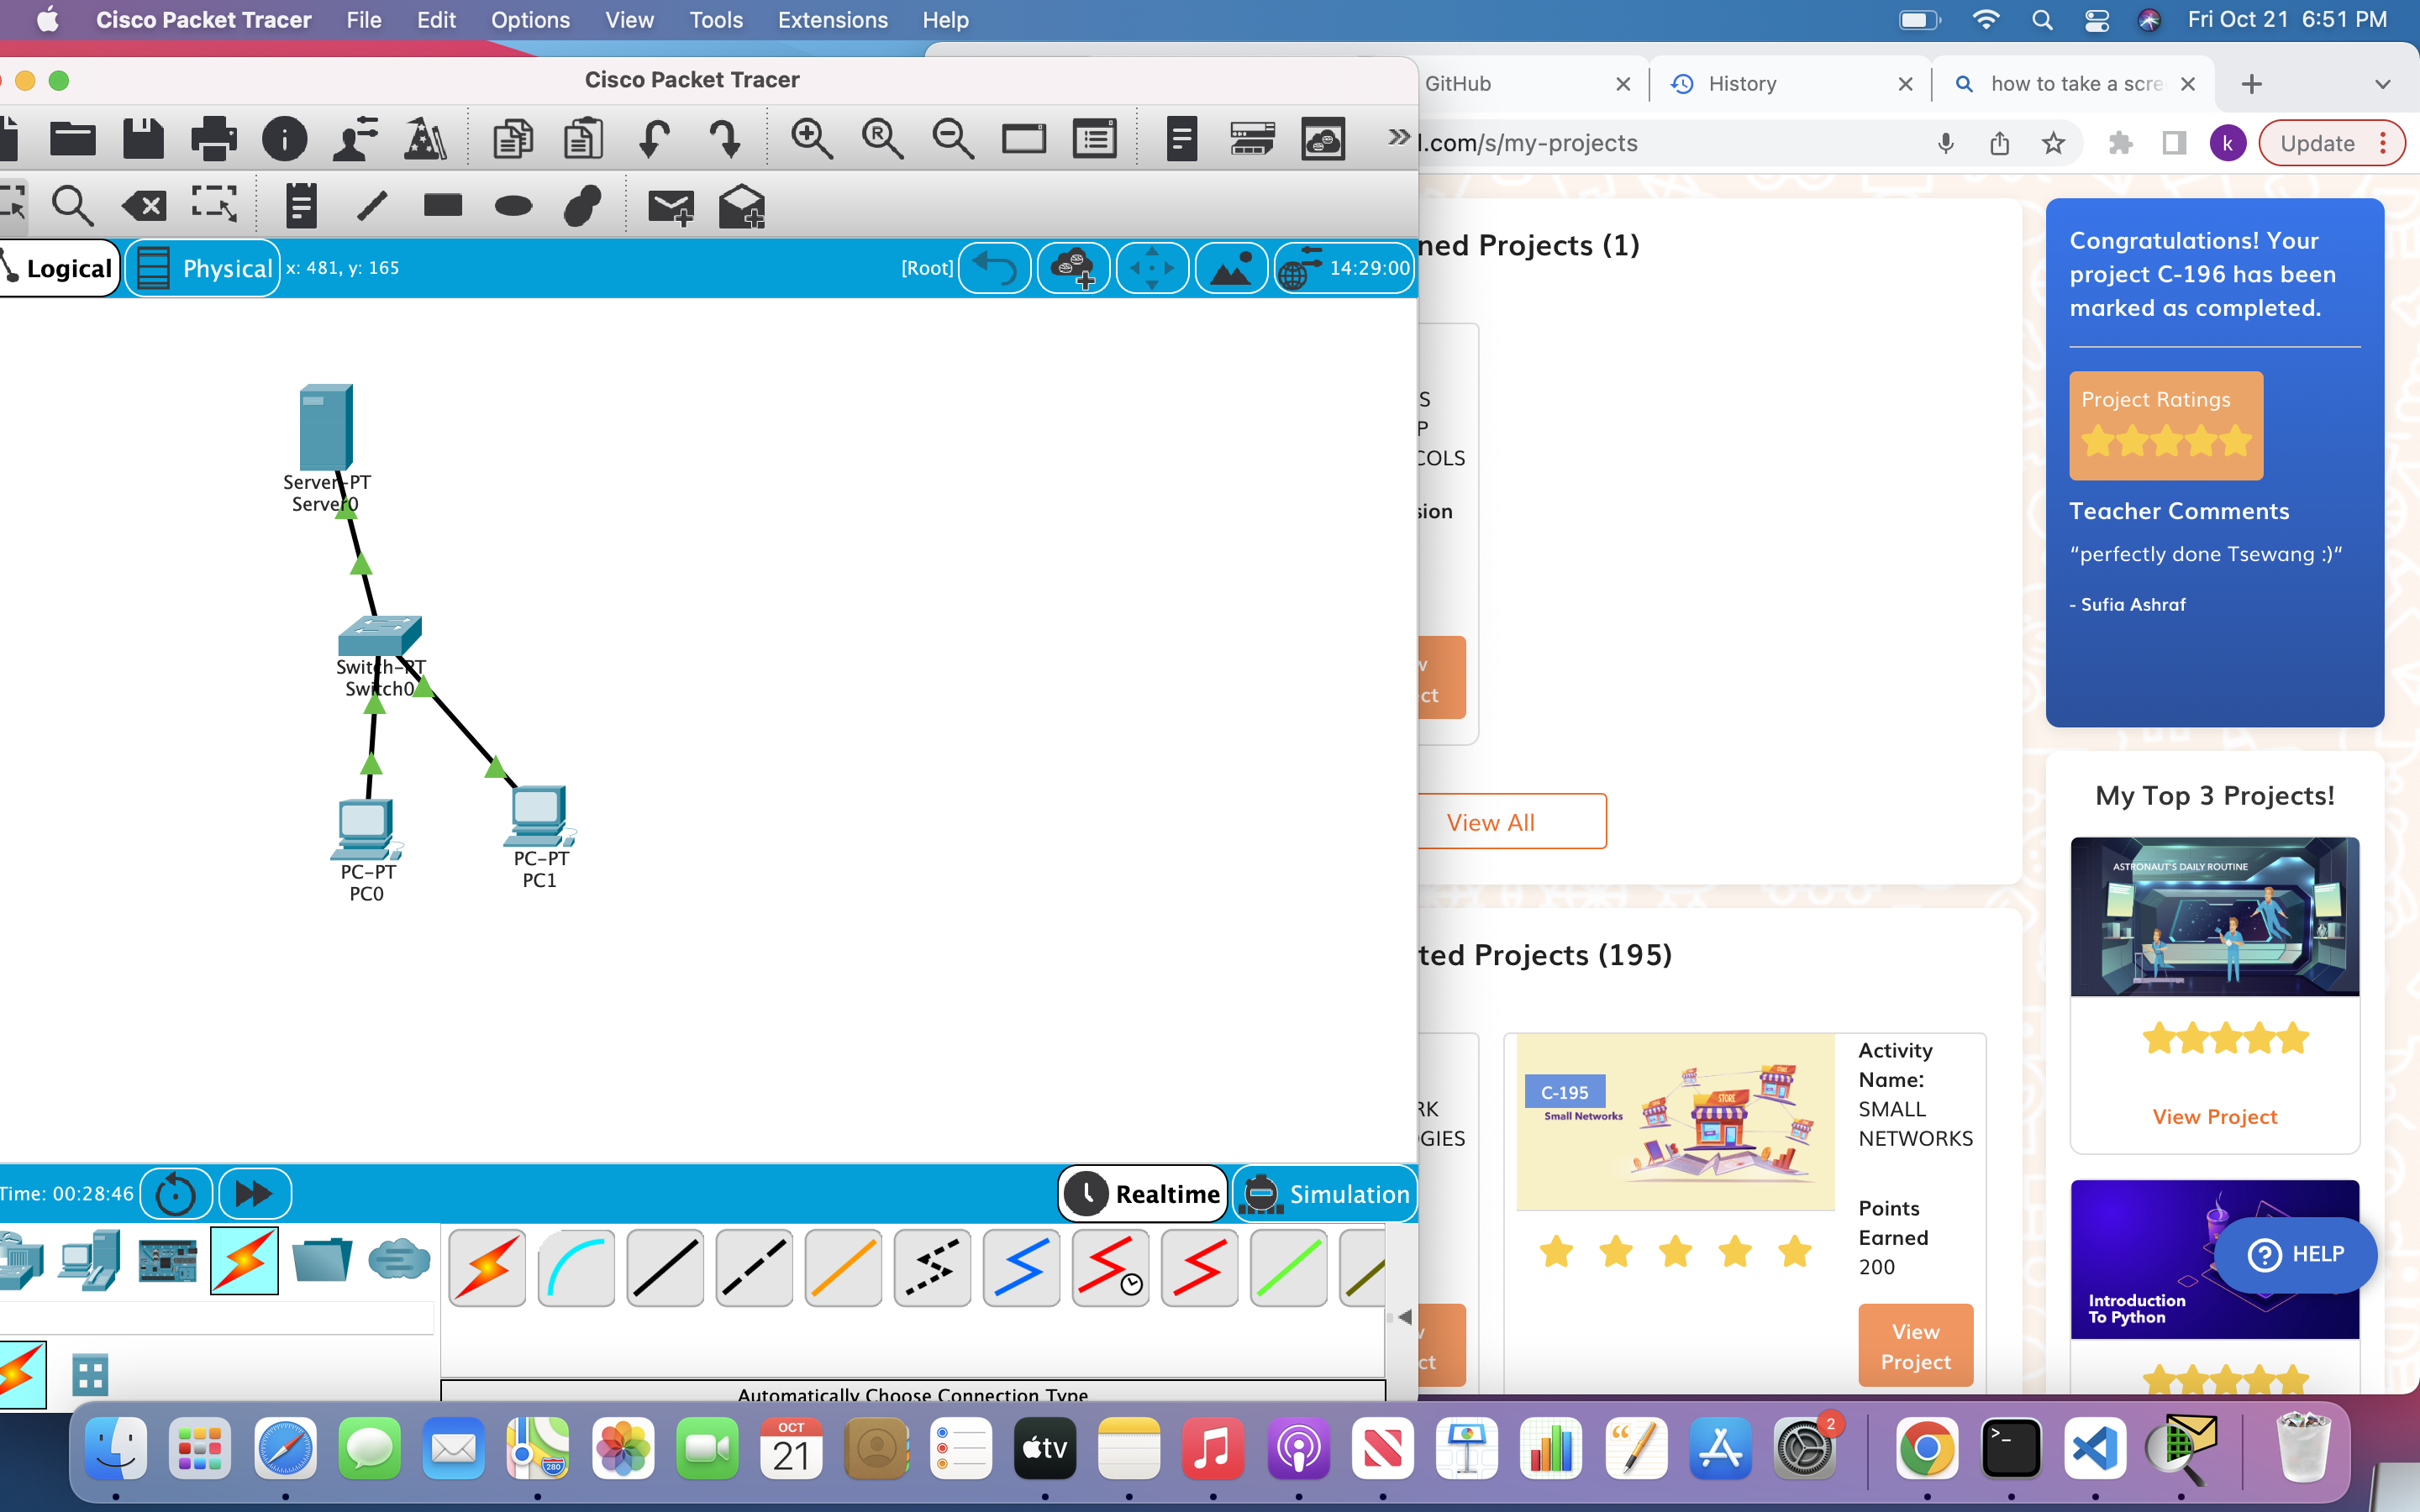 Cisco Packet Tracer File Edit Options View Tools Extensions Help Fri Oct 21 6:51 PM
Cisco Packet Tracer
GitHub History how to take a scre
l.com/s/my-projects k Update
Logical Physical x: 481, y: 165 [Root] 14:29:00
Server-PT
Server0
Switch-PT
Switch0
PC-PT
PC0
PC-PT
PC1
Time: 00:28:46 Realtime Simulation
Automatically Choose Connection Type
ned Projects (1)
S
P
COLS
sion
ct
View All
ted Projects (195)
RK
GIES
ct
C-195
Small Networks
STORE
Activity
Name:
SMALL
NETWORKS
Points
Earned
200
View
Project
Congratulations! Your
project C-196 has been
marked as completed.
Project Ratings
Teacher Comments
“perfectly done Tsewang :)“
- Sufia Ashraf
My Top 3 Projects!
ASTRONAUT'S DAILY ROUTINE
View Project
Introduction
To Python
HELP
OCT
21
tv
280
2